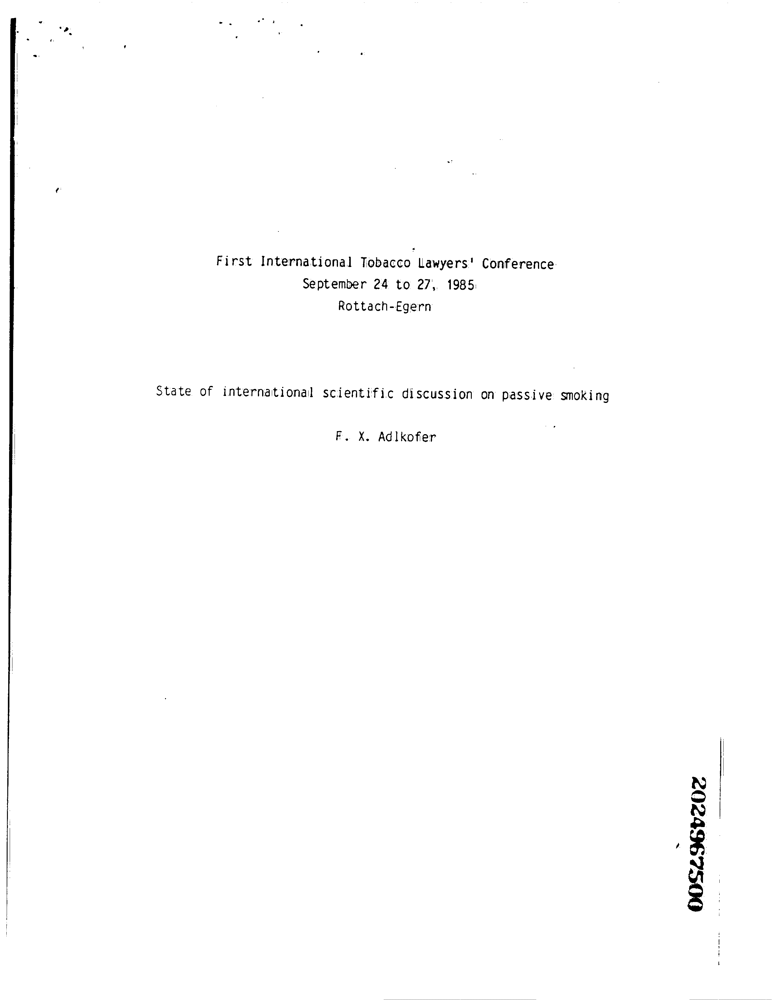 First International Tobacco Lawyers' Conference
September 24 to 27, 1985
Rottach-Egern
State of international scientific discussion on passive smoking
F. X. Adlkofer
2024967500